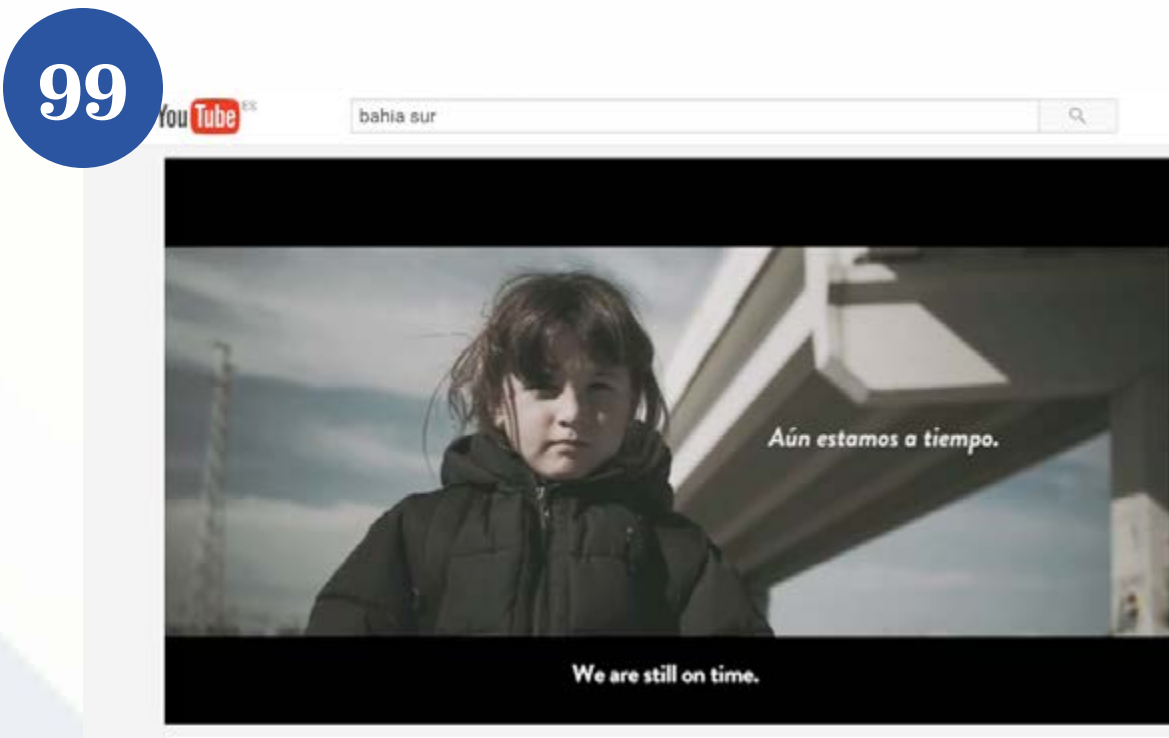 99
YouTube ES
bahia sur
Aún estamos a tiempo.
We are still on time.